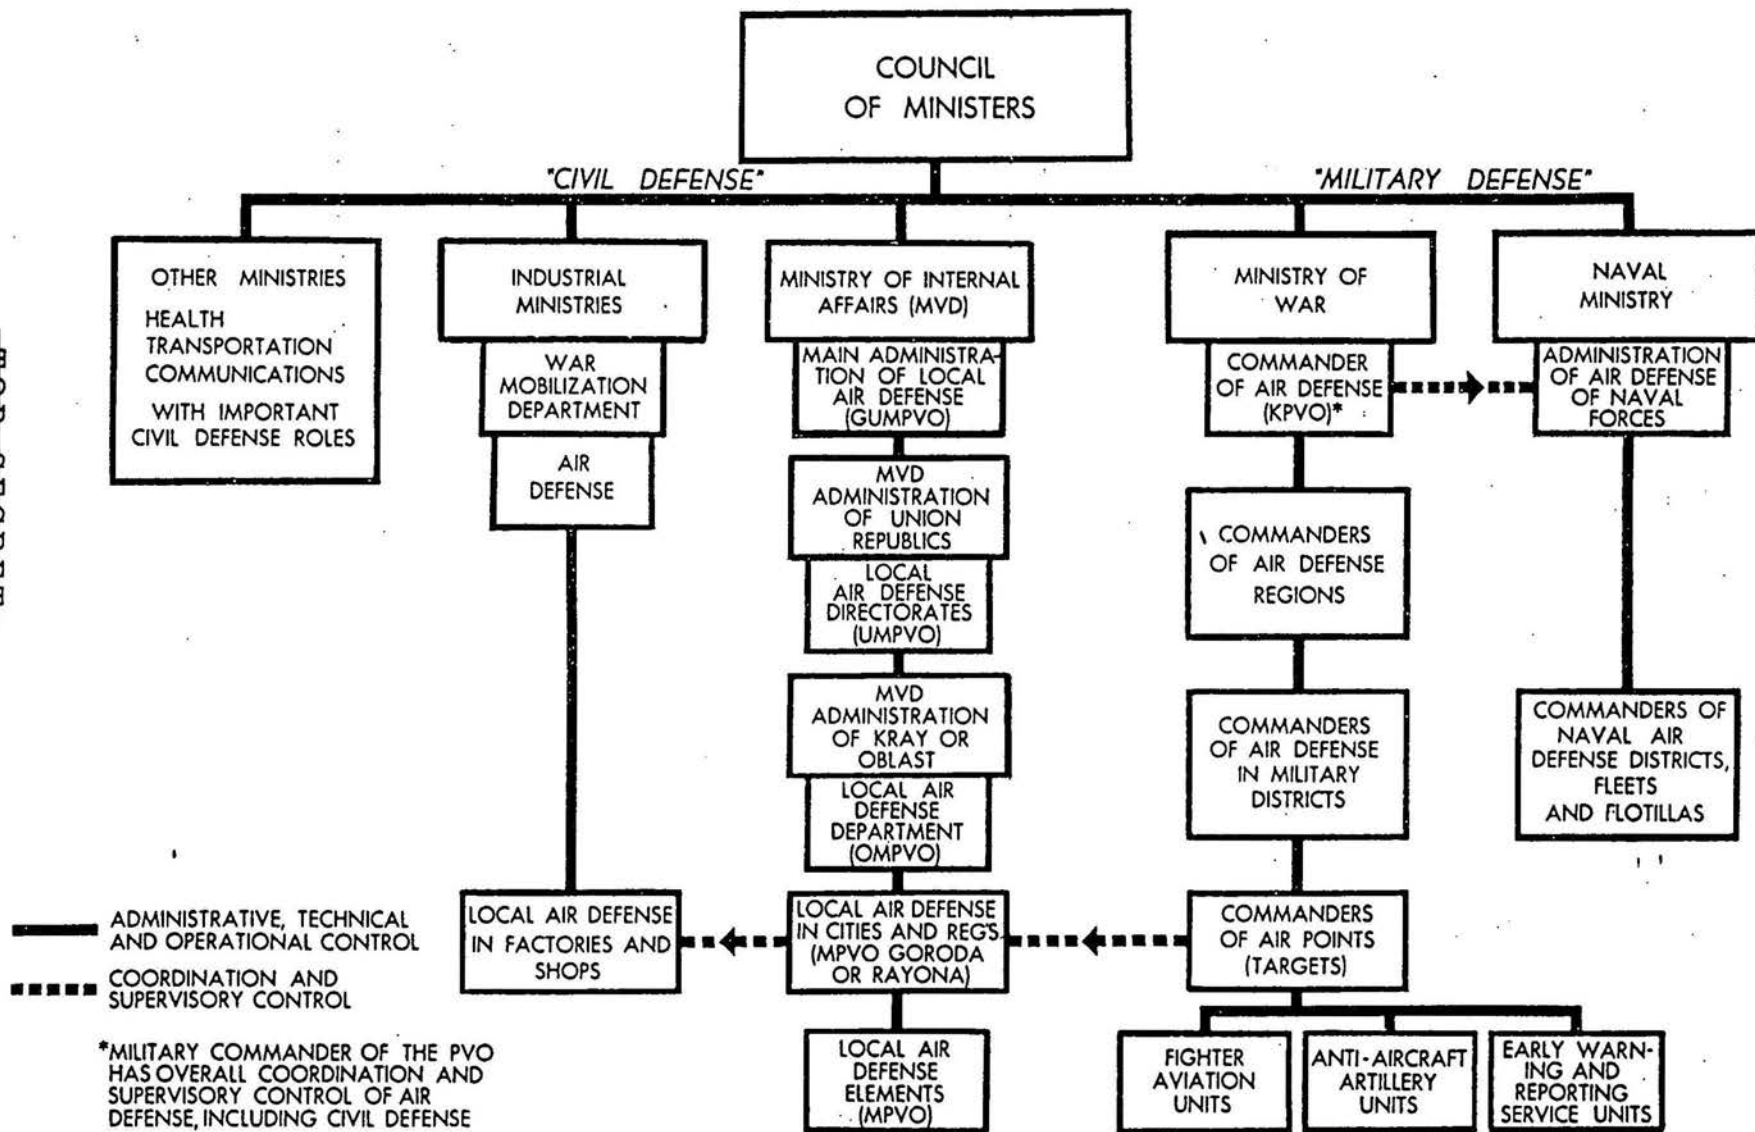 COUNCIL
OF MINISTERS
"CIVIL DEFENSE"
"MILITARY DEFENSE"
OTHER MINISTRIES
HEALTH
TRANSPORTATION
COMMUNICATIONS
WITH IMPORTANT
CIVIL DEFENSE ROLES
INDUSTRIAL
MINISTRIES
WAR
MOBILIZATION
DEPARTMENT
AIR
DEFENSE
LOCAL AIR DEFENSE
IN FACTORIES AND
SHOPS
MINISTRY OF INTERNAL
AFFAIRS (MVD)
MAIN ADMINISTRA-
TION OF LOCAL
AIR DEFENSE
(GUMPVO)
MVD
ADMINISTRATION
OF UNION
REPUBLICS
LOCAL
AIR DEFENSE
DIRECTORATES
(UMPVO)
MVD
ADMINISTRATION
OF KRAY OR
OBLAST
LOCAL AIR
DEFENSE
DEPARTMENT
(OMPVO)
LOCAL AIR DEFENSE
IN CITIES AND REG'S.
(MPVO GORODA
OR RAYONA)
LOCAL AIR
DEFENSE
ELEMENTS
(MPVO)
MINISTRY OF
WAR
COMMANDER
OF AIR DEFENSE
(KPVO)*
COMMANDERS
OF AIR DEFENSE
REGIONS
COMMANDERS
OF AIR DEFENSE
IN MILITARY
DISTRICTS
COMMANDERS
OF AIR POINTS
(TARGETS)
FIGHTER
AVIATION
UNITS
ANTI-AIRCRAFT
ARTILLERY
UNITS
EARLY WARN-
ING AND
REPORTING
SERVICE UNITS
NAVAL
MINISTRY
ADMINISTRATION
OF AIR DEFENSE
OF NAVAL
FORCES
COMMANDERS OF
NAVAL AIR
DEFENSE DISTRICTS,
FLEETS
AND FLOTILLAS
ADMINISTRATIVE, TECHNICAL
AND OPERATIONAL CONTROL
COORDINATION AND
SUPERVISORY CONTROL
*MILITARY COMMANDER OF THE PVO
HAS OVERALL COORDINATION AND
SUPERVISORY CONTROL OF AIR
DEFENSE, INCLUDING CIVIL DEFENSE